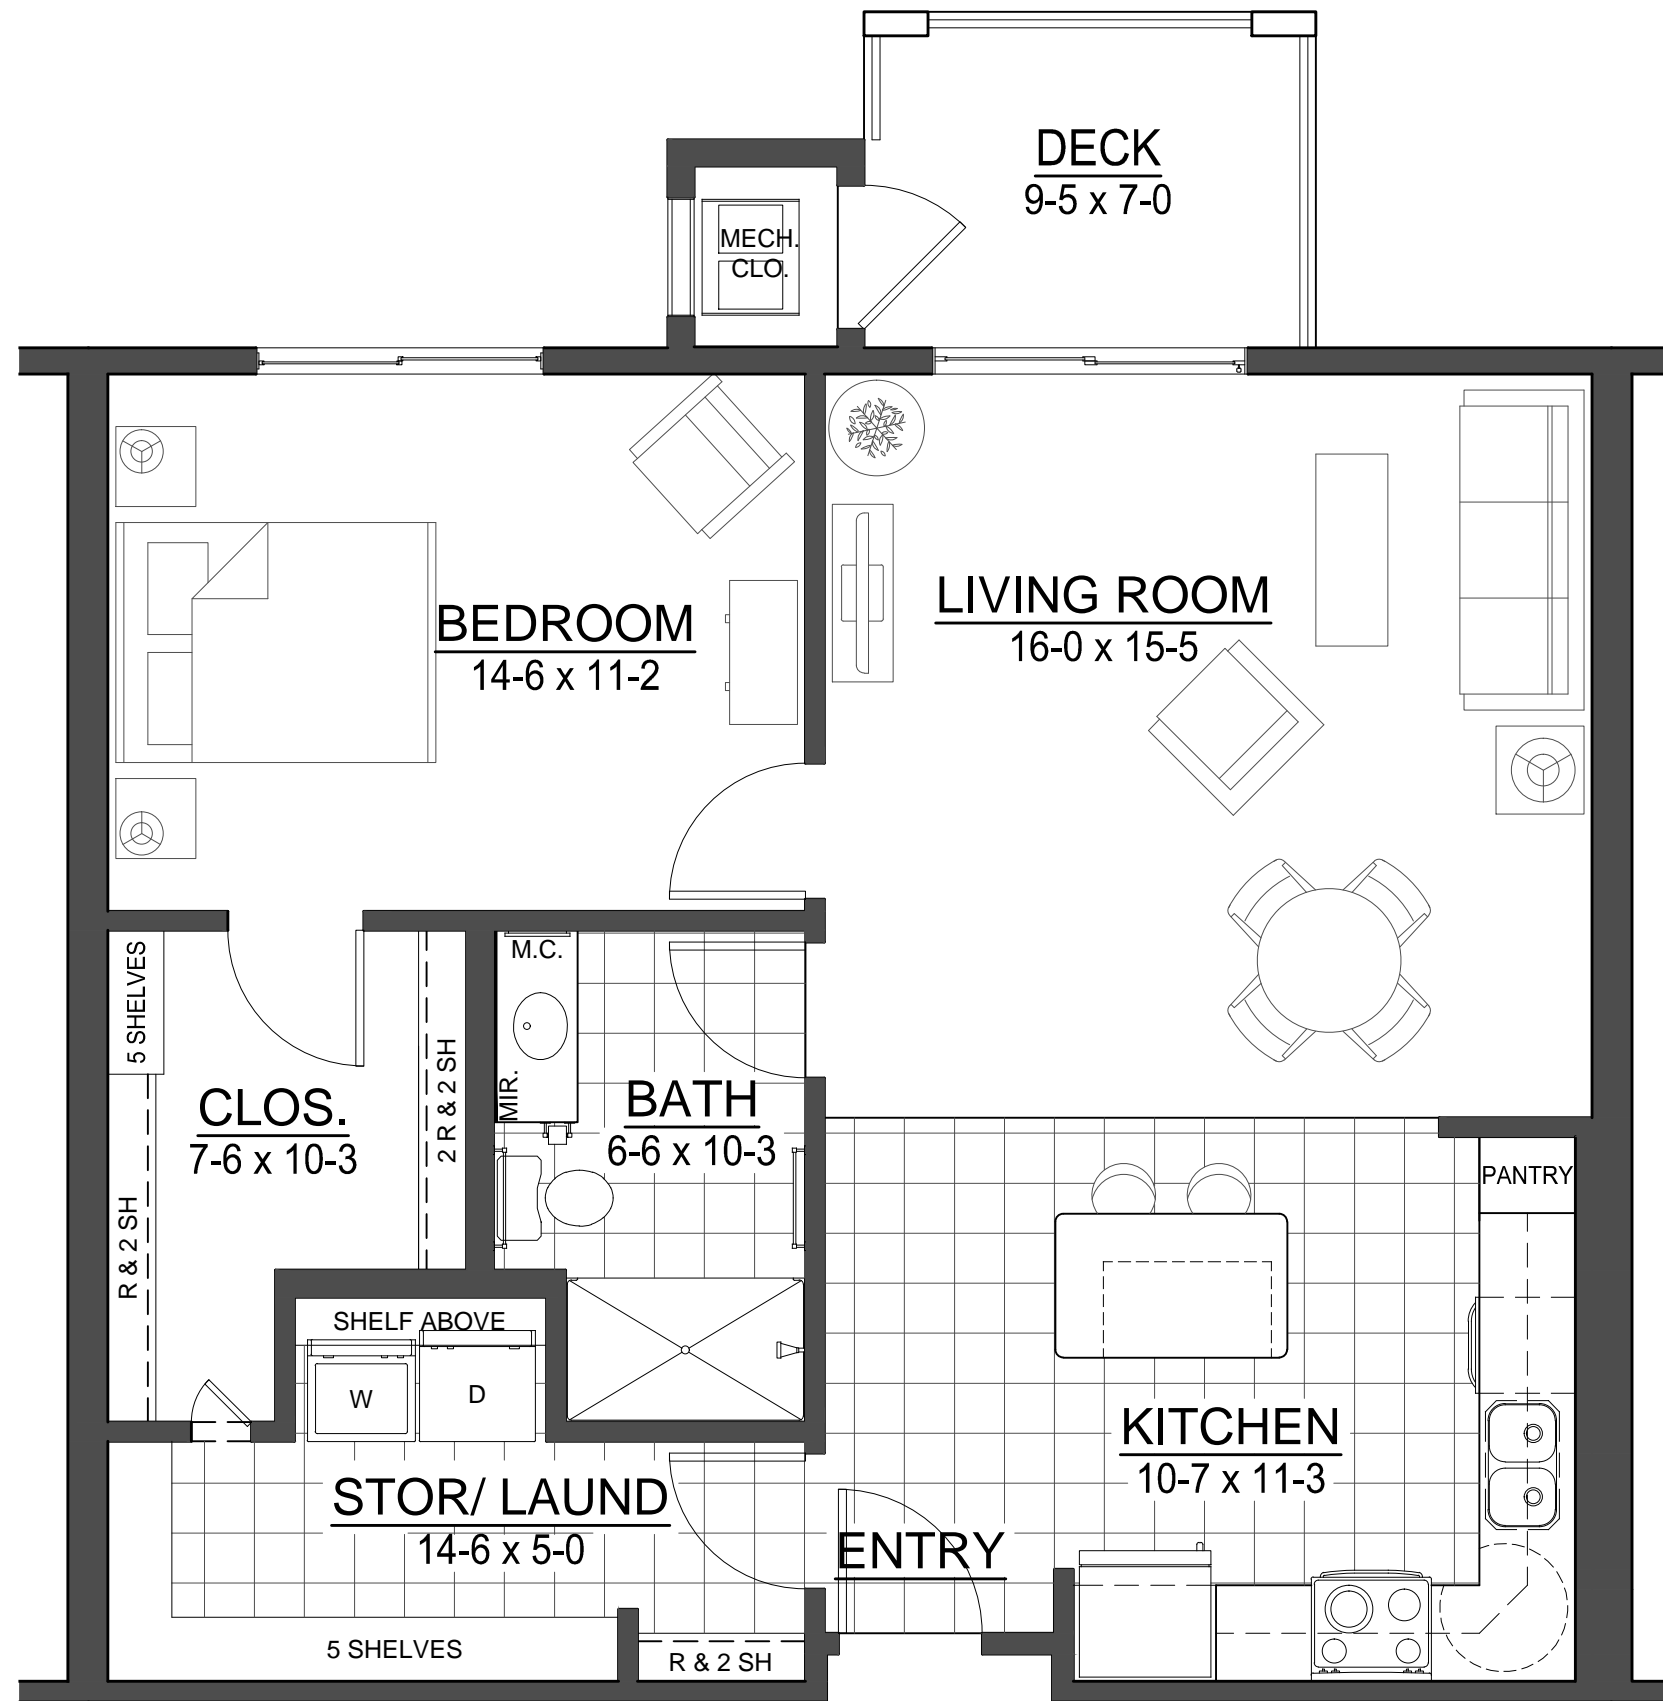 DECK
9-5 x 7-0
MECH.
CLO.
BEDROOM
14-6 x 11-2
LIVING ROOM
16-0 x 15-5
5 SHELVES
CLOS.
7-6 x 10-3
R & 2 SH
2 R & 2 SH
M.C.
MIR.
BATH
6-6 x 10-3
PANTRY
SHELF ABOVE
W
D
KITCHEN
10-7 x 11-3
STOR/ LAUND
14-6 x 5-0
ENTRY
5 SHELVES
R & 2 SH